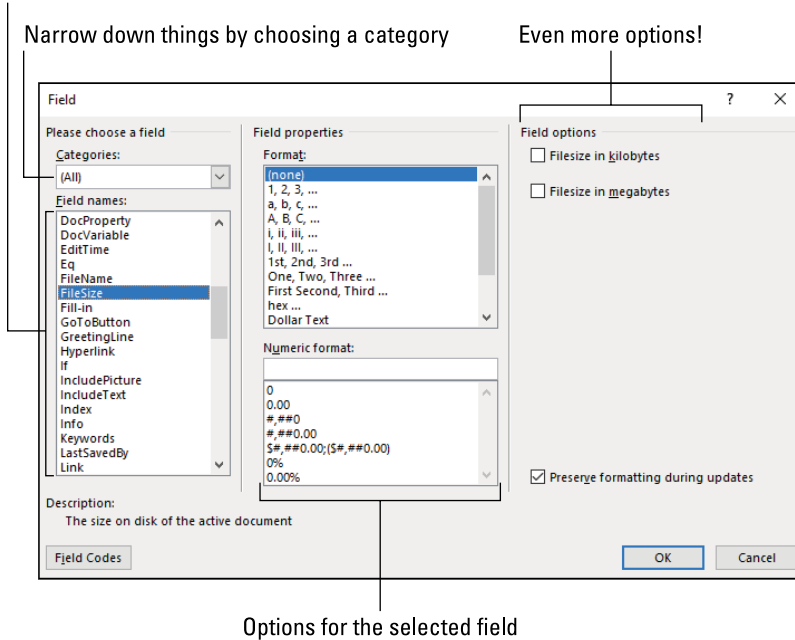 Narrow down things by choosing a category
Even more options!
Field
?
Please choose a field
Categories:
(All)
Field names:
DocProperty
DocVariable
EditTime
Eq
FileName
FileSize
Fill-in
GoToButton
GreetingLine
Hyperlink
If
IncludePicture
IncludeText
Index
Info
Keywords
LastSavedBy
Link
Field properties
Format:
(none)
1, 2, 3, ...
a, b, c, ...
A, B, C, ...
i, ii, iii, ...
I, II, III, ...
1st, 2nd, 3rd ...
One, Two, Three ...
First Second, Third ...
hex ...
Dollar Text
Numeric format:
0
0.00
#,##0
#,##0.00
$#,##0.00;($#,##0.00)
0%
0.00%
Field options
Filesize in kilobytes
Filesize in megabytes
Preserve formatting during updates
Description:
The size on disk of the active document
Field Codes
OK
Cancel
Options for the selected field